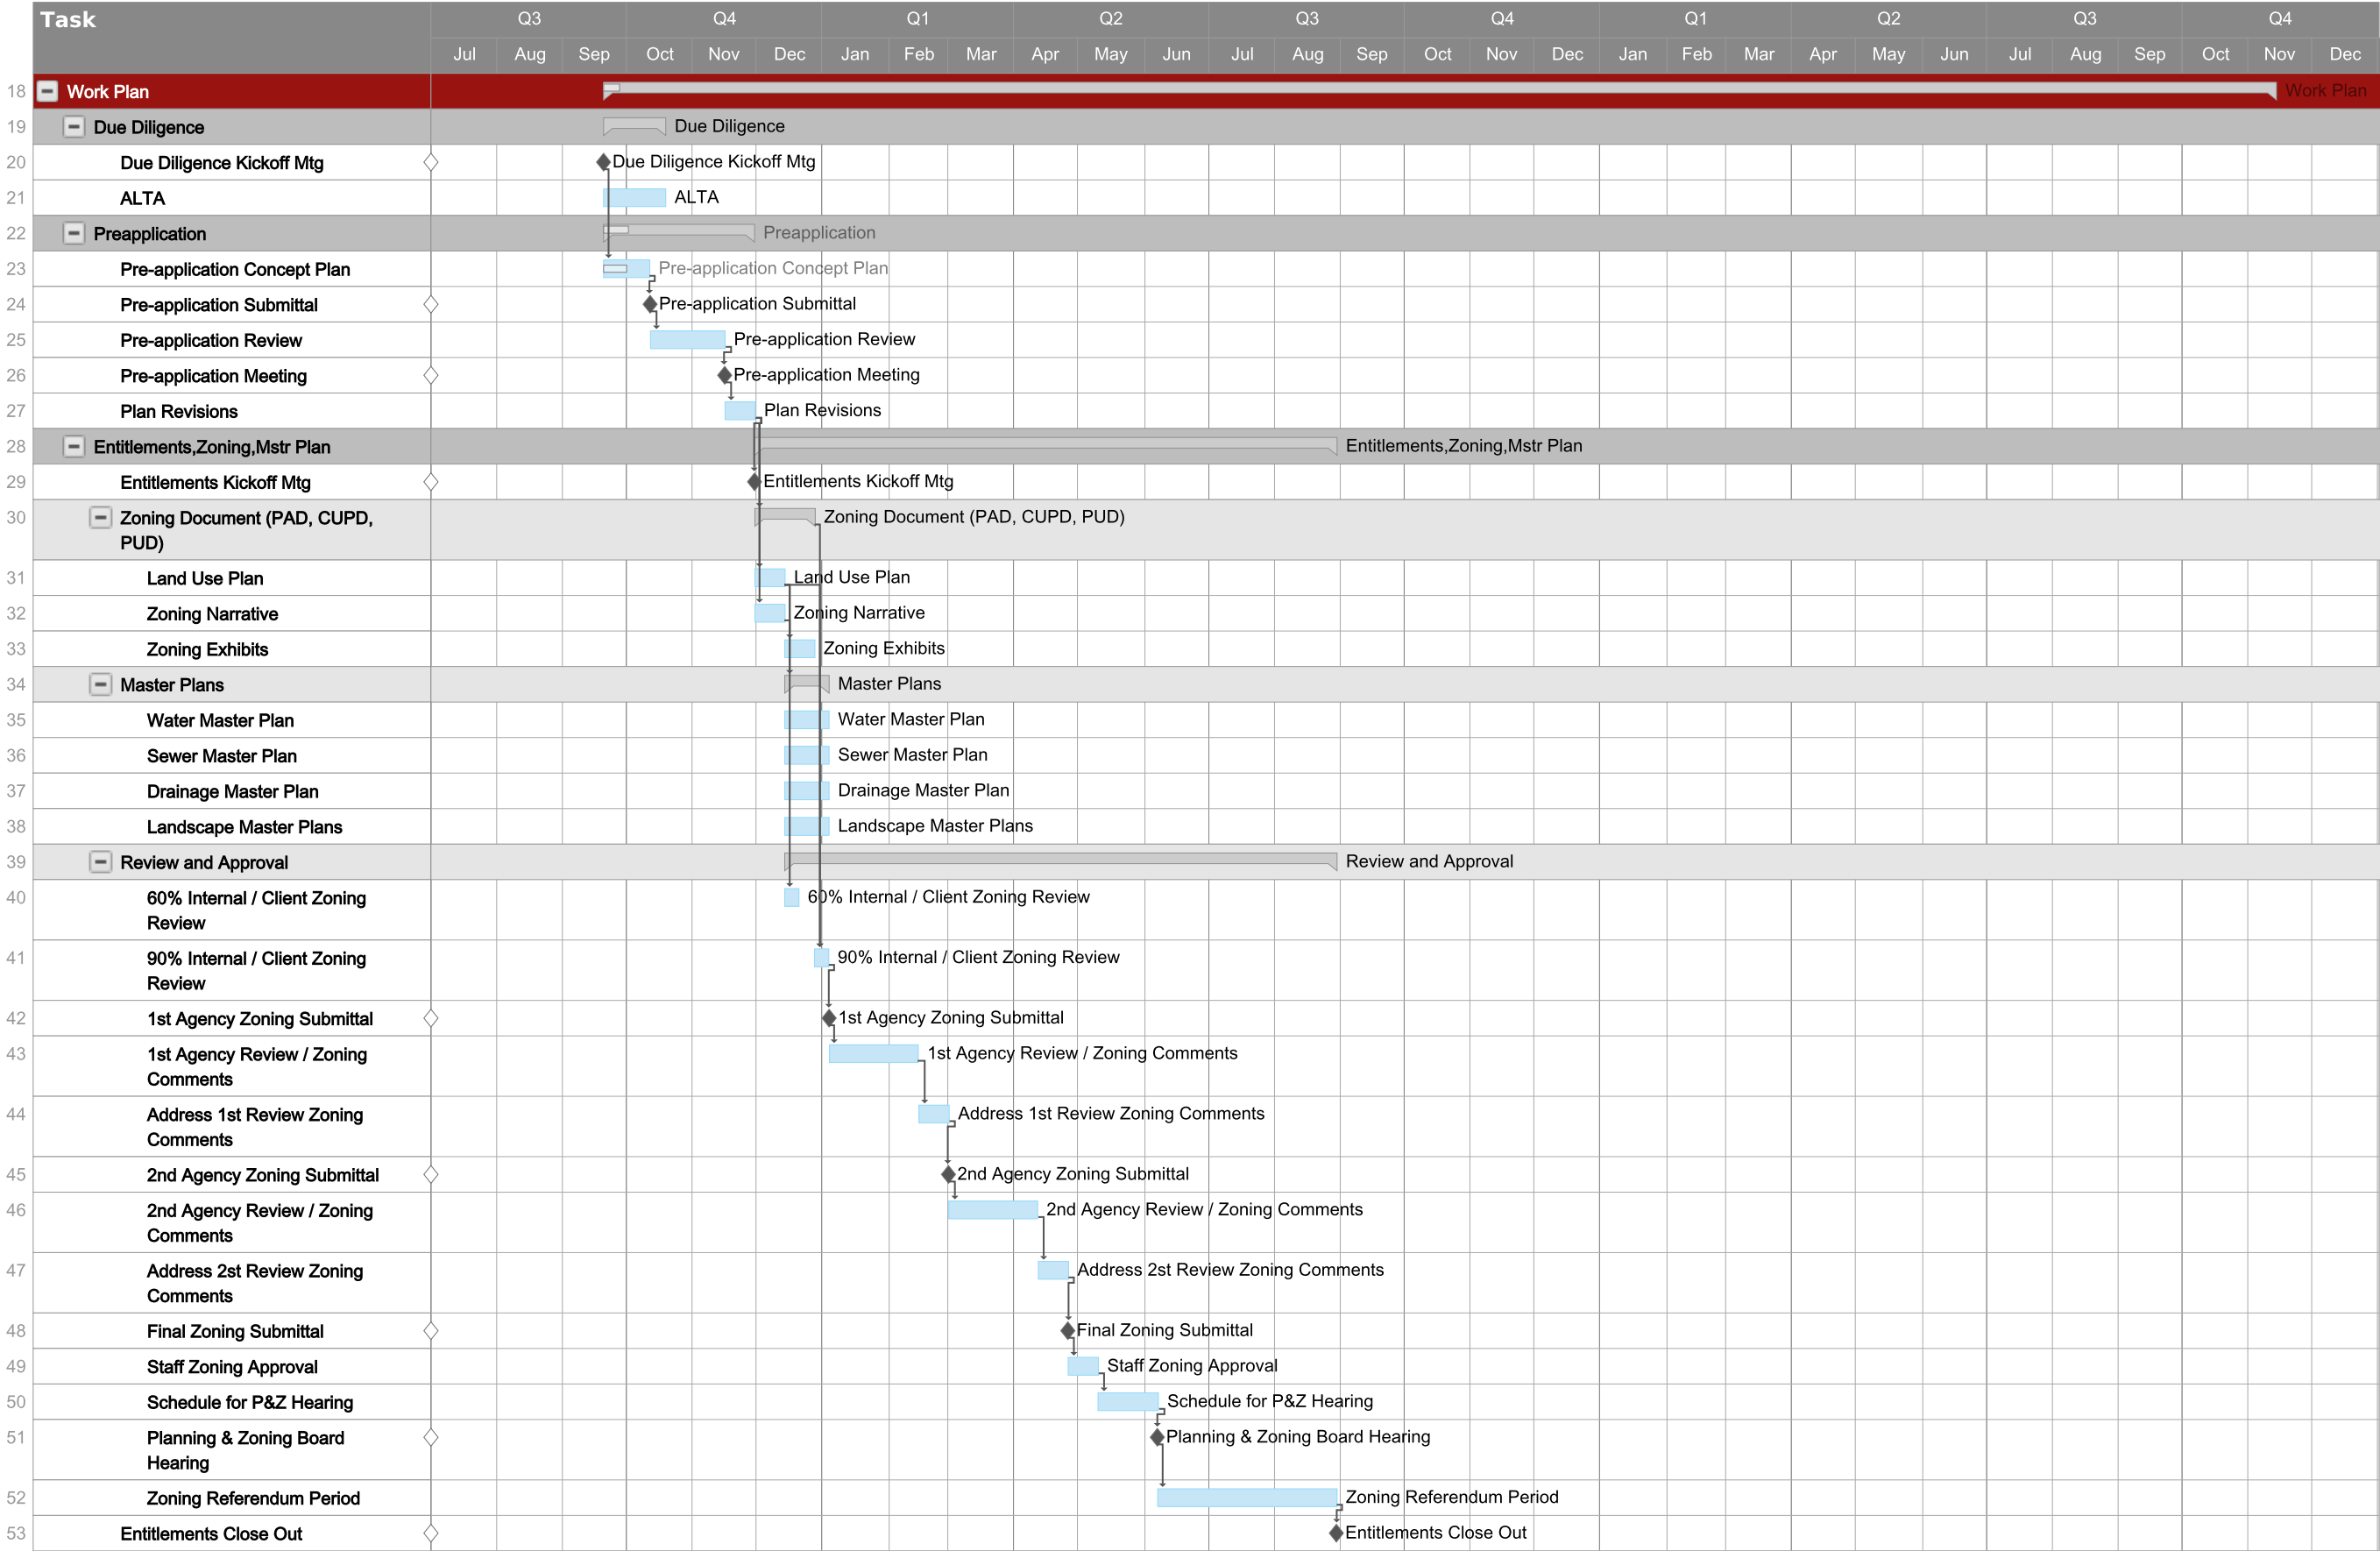 Task
Q3 Q4 Q1 Q2 Q3 Q4 Q1 Q2 Q3 Q4
Jul Aug Sep Oct Nov Dec Jan Feb Mar Apr May Jun Jul Aug Sep Oct Nov Dec Jan Feb Mar Apr May Jun Jul Aug Sep Oct Nov Dec
18 Work Plan Work Plan
19 Due Diligence Due Diligence
20 Due Diligence Kickoff Mtg Due Diligence Kickoff Mtg
21 ALTA ALTA
22 Preapplication Preapplication
23 Pre-application Concept Plan Pre-application Concept Plan
24 Pre-application Submittal Pre-application Submittal
25 Pre-application Review Pre-application Review
26 Pre-application Meeting Pre-application Meeting
27 Plan Revisions Plan Revisions
28 Entitlements,Zoning,Mstr Plan Entitlements,Zoning,Mstr Plan
29 Entitlements Kickoff Mtg Entitlements Kickoff Mtg
30 Zoning Document (PAD, CUPD, Zoning Document (PAD, CUPD, PUD)
PUD)
31 Land Use Plan Land Use Plan
32 Zoning Narrative Zoning Narrative
33 Zoning Exhibits Zoning Exhibits
34 Master Plans Master Plans
35 Water Master Plan Water Master Plan
36 Sewer Master Plan Sewer Master Plan
37 Drainage Master Plan Drainage Master Plan
38 Landscape Master Plans Landscape Master Plans
39 Review and Approval Review and Approval
40 60% Internal / Client Zoning 60% Internal / Client Zoning Review
Review
41 90% Internal / Client Zoning 90% Internal / Client Zoning Review
Review
42 1st Agency Zoning Submittal 1st Agency Zoning Submittal
43 1st Agency Review / Zoning 1st Agency Review / Zoning Comments
Comments
44 Address 1st Review Zoning Address 1st Review Zoning Comments
Comments
45 2nd Agency Zoning Submittal 2nd Agency Zoning Submittal
46 2nd Agency Review / Zoning 2nd Agency Review / Zoning Comments
Comments
47 Address 2st Review Zoning Address 2st Review Zoning Comments
Comments
48 Final Zoning Submittal Final Zoning Submittal
49 Staff Zoning Approval Staff Zoning Approval
50 Schedule for P&Z Hearing Schedule for P&Z Hearing
51 Planning & Zoning Board Planning & Zoning Board Hearing
Hearing
52 Zoning Referendum Period Zoning Referendum Period
53 Entitlements Close Out Entitlements Close Out